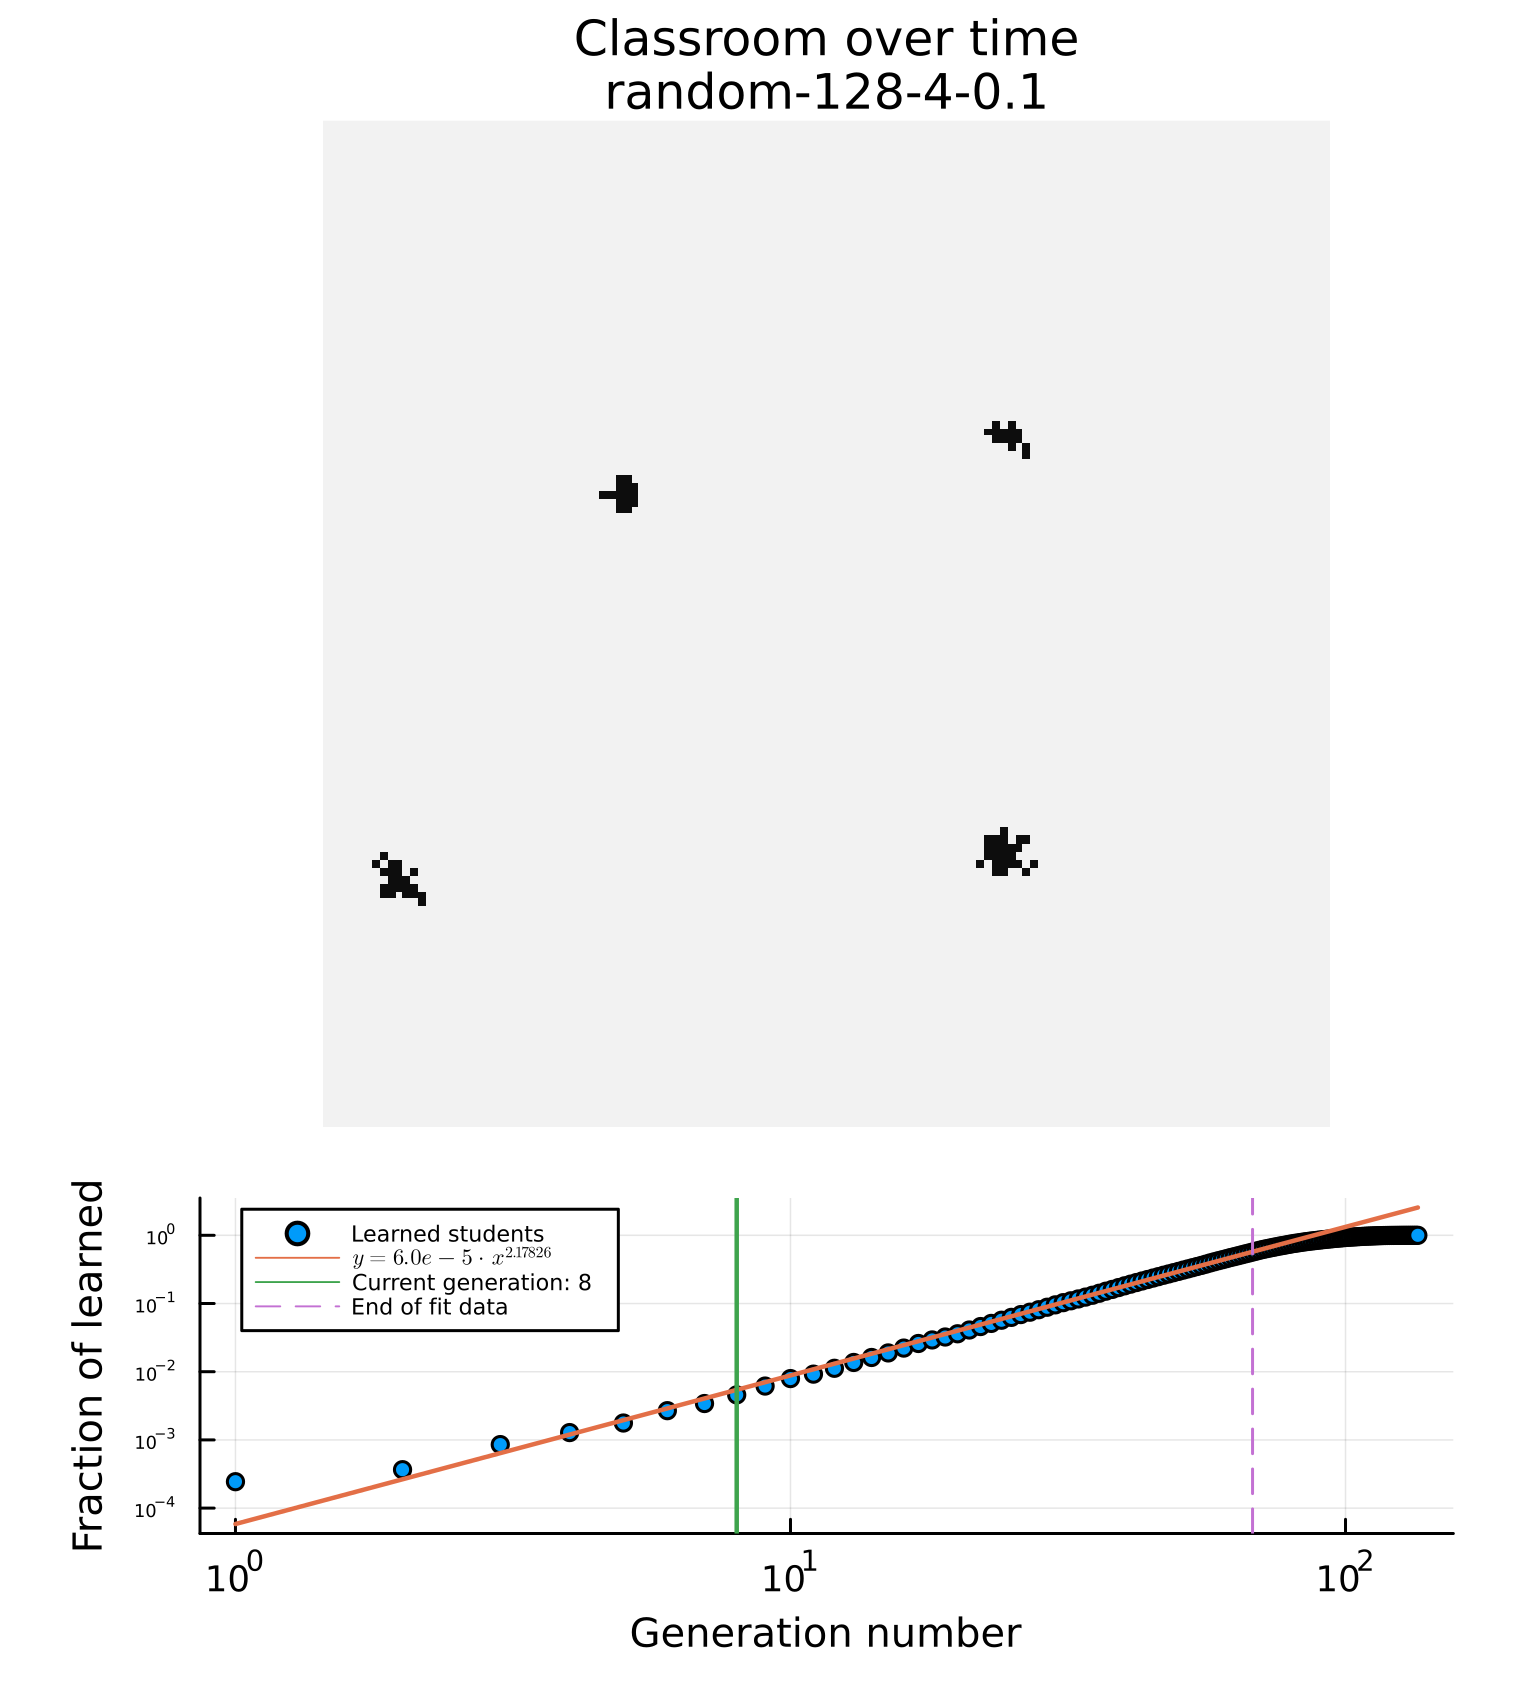 Classroom over time
random-128-4-0.1
Fraction of learned
10^0
10^-1
10^-2
10^-3
10^-4
Learned students
y = 6.0e − 5 · x^2.17826
Current generation: 8
End of fit data
10^0 10^1 10^2
Generation number